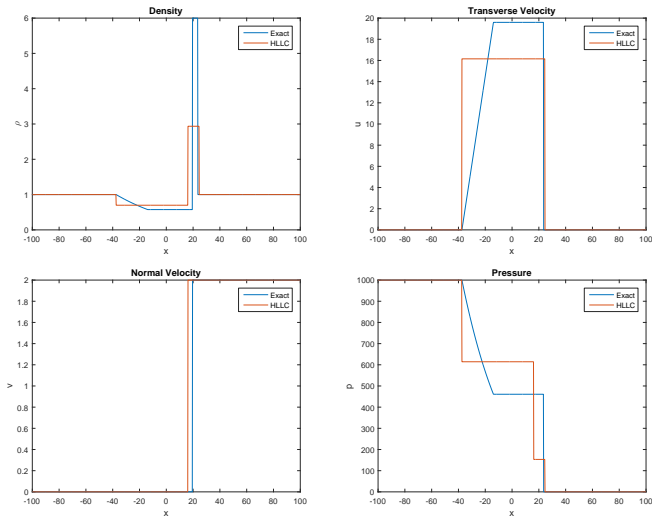 Density
Exact
HLLC
6
5
4
3
2
1
0
ρ
-100 -80 -60 -40 -20 0 20 40 60 80 100
x
Transverse Velocity
Exact
HLLC
20
18
16
14
12
10
8
6
4
2
0
u
-100 -80 -60 -40 -20 0 20 40 60 80 100
x
Normal Velocity
Exact
HLLC
2
1.8
1.6
1.4
1.2
1
0.8
0.6
0.4
0.2
0
v
-100 -80 -60 -40 -20 0 20 40 60 80 100
x
Pressure
Exact
HLLC
1000
900
800
700
600
500
400
300
200
100
0
p
-100 -80 -60 -40 -20 0 20 40 60 80 100
x